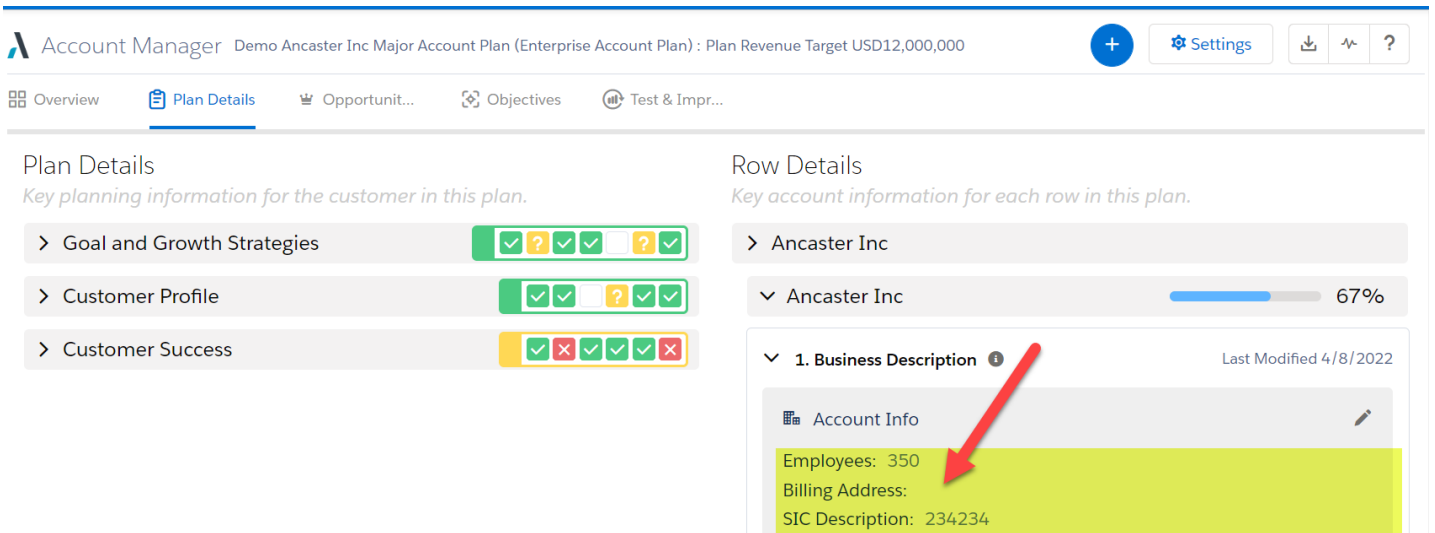 Account Manager Demo Ancaster Inc Major Account Plan (Enterprise Account Plan) : Plan Revenue Target USD12,000,000
+ Settings ?
Overview Plan Details Opportunit... Objectives Test & Impr...
Plan Details
Key planning information for the customer in this plan.
Goal and Growth Strategies ? ?
Customer Profile ?
Customer Success
Row Details
Key account information for each row in this plan.
Ancaster Inc
Ancaster Inc 67%
1. Business Description Last Modified 4/8/2022
Account Info
Employees: 350
Billing Address:
SIC Description: 234234